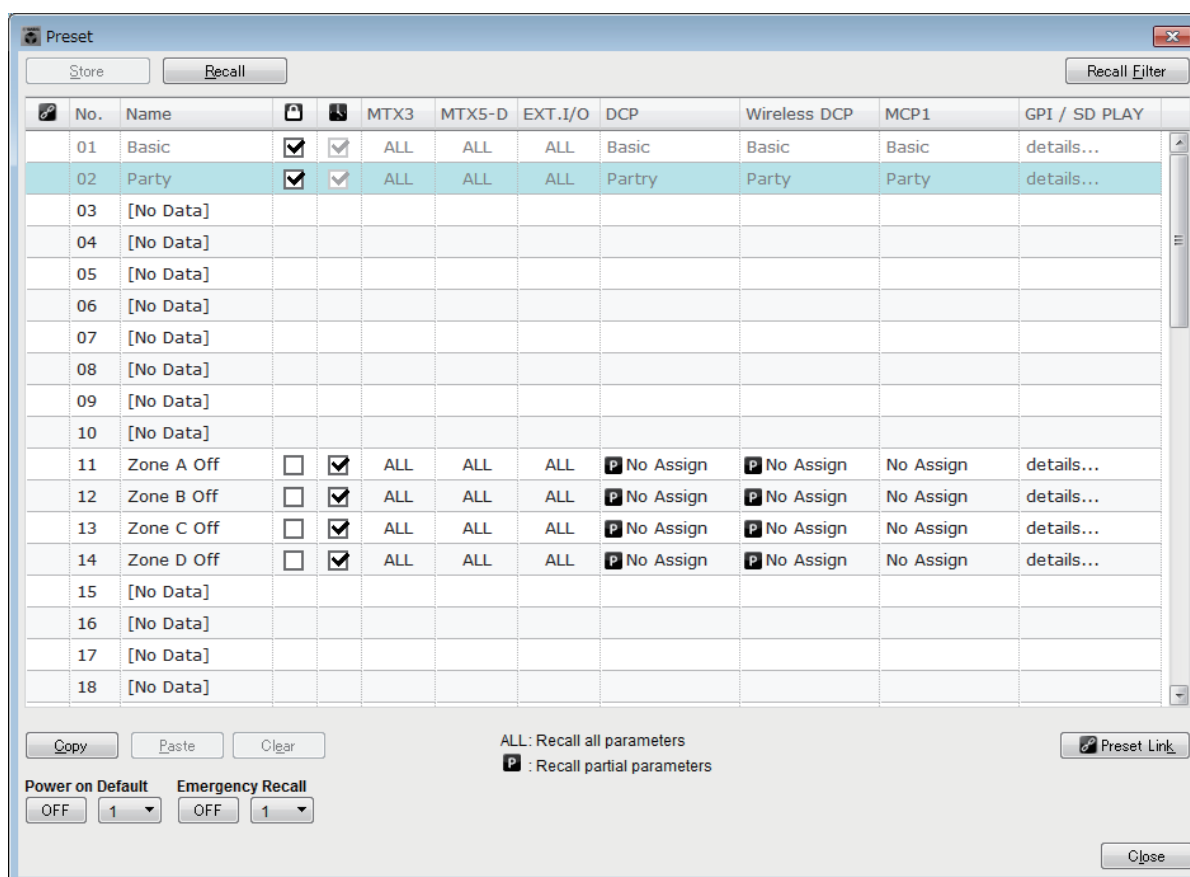 Preset
Store Recall Recall Filter
No. Name MTX3 MTX5-D EXT.I/O DCP Wireless DCP MCP1 GPI / SD PLAY
01 Basic ALL ALL ALL Basic Basic Basic details...
02 Party ALL ALL ALL Partry Party Party details...
03 [No Data]
04 [No Data]
05 [No Data]
06 [No Data]
07 [No Data]
08 [No Data]
09 [No Data]
10 [No Data]
11 Zone A Off ALL ALL ALL P No Assign P No Assign No Assign details...
12 Zone B Off ALL ALL ALL P No Assign P No Assign No Assign details...
13 Zone C Off ALL ALL ALL P No Assign P No Assign No Assign details...
14 Zone D Off ALL ALL ALL P No Assign P No Assign No Assign details...
15 [No Data]
16 [No Data]
17 [No Data]
18 [No Data]
Copy Paste Clear ALL: Recall all parameters Preset Link
P : Recall partial parameters
Power on Default Emergency Recall
OFF 1 OFF 1
Close